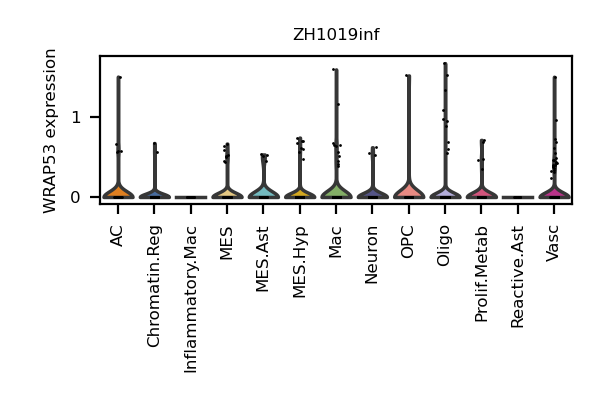 ZH1019inf
WRAP53 expression
1
0
AC
Chromatin.Reg
Inflammatory.Mac
MES
MES.Ast
MES.Hyp
Mac
Neuron
OPC
Oligo
Prolif.Metab
Reactive.Ast
Vasc